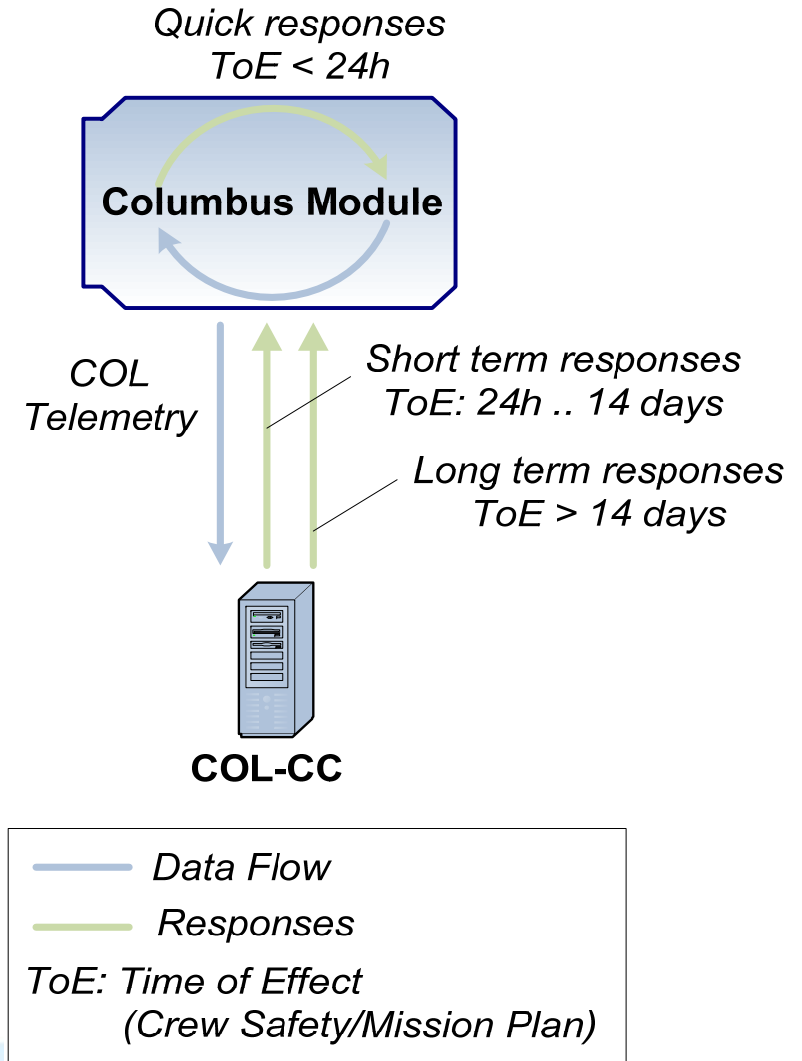 Quick responses
ToE < 24h
Columbus Module
COL
Telemetry
Short term responses
ToE: 24h .. 14 days
Long term responses
ToE > 14 days
COL-CC
Data Flow
Responses
ToE: Time of Effect
(Crew Safety/Mission Plan)